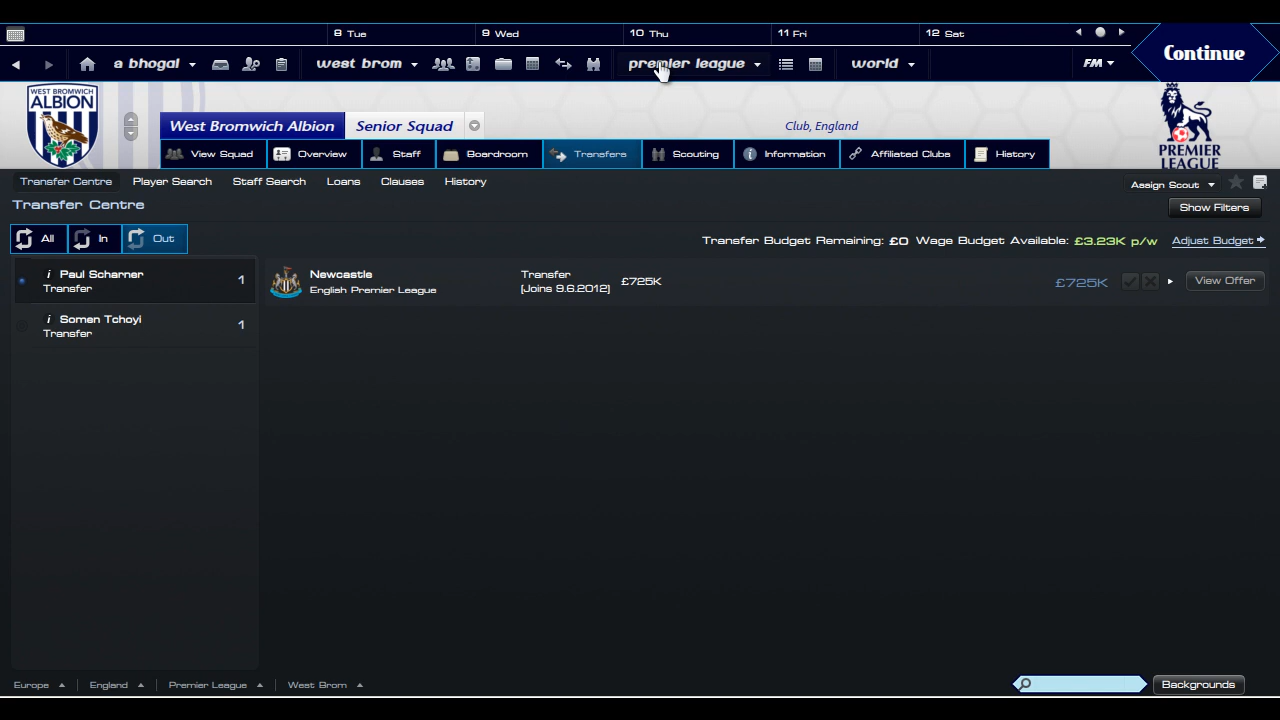 8 Tue 9 Wed 10 Thu 11 Fri 12 Sat
Continue
a bhogal west brom premier league world FM
WEST BROMWICH
ALBION
West Bromwich Albion Senior Squad Club, England
PREMIER
LEAGUE
View Squad Overview Staff Boardroom Transfers Scouting Information Affiliated Clubs History
Transfer Centre Player Search Staff Search Loans Clauses History Assign Scout
Transfer Centre Show Filters
All In Out Transfer Budget Remaining: £0 Wage Budget Available: £3.23K p/w Adjust Budget
i Paul Scharner 1
Transfer
Newcastle
English Premier League
Transfer
[Joins 9.6.2012]
£725K
£725K View Offer
i Somen Tchoyi 1
Transfer
Europe England Premier League West Brom Backgrounds